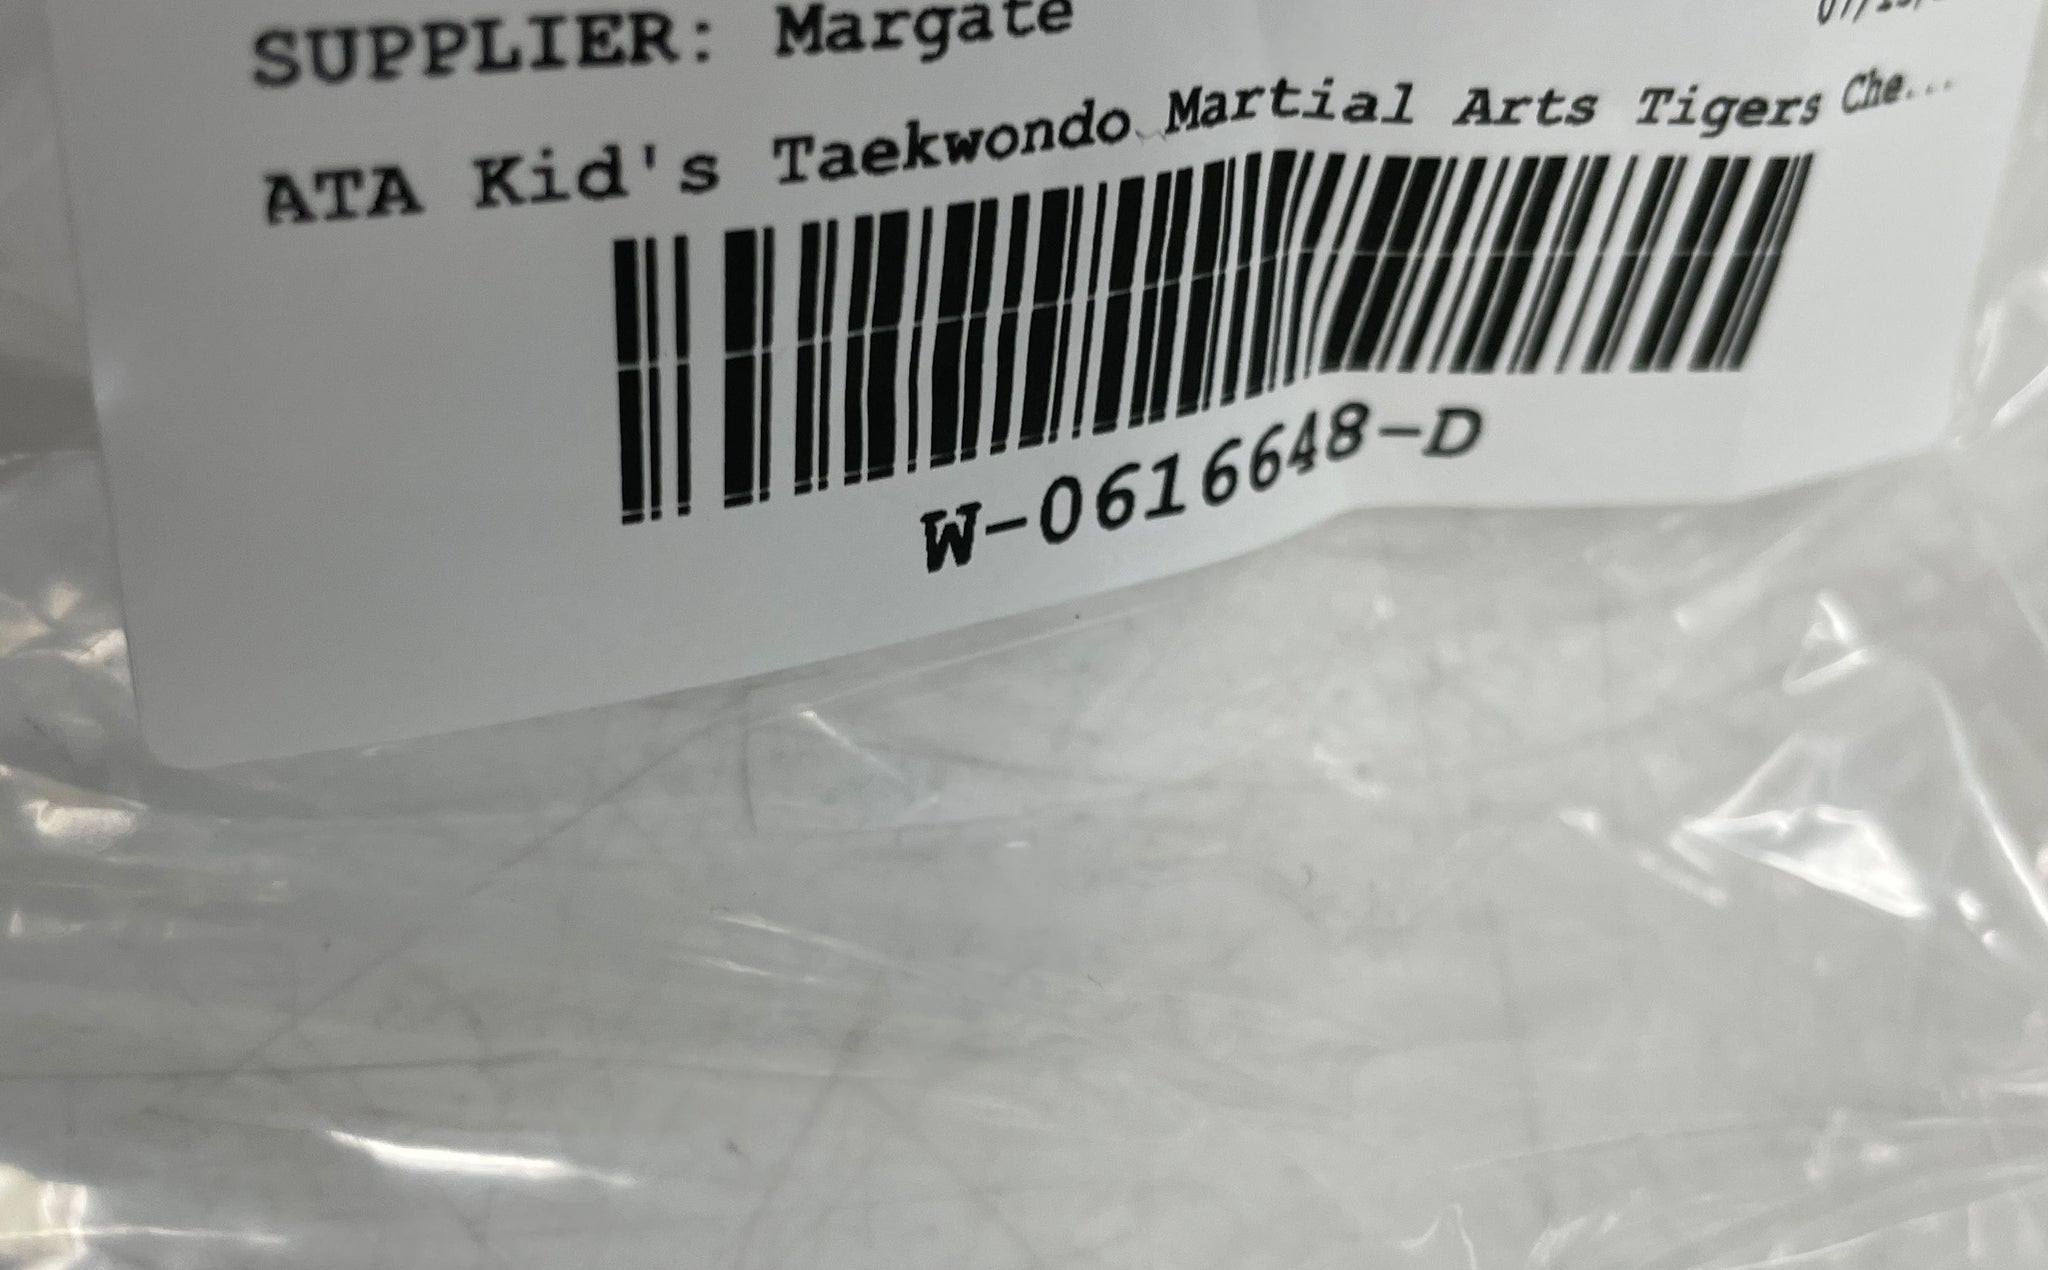 SUPPLIER: Margate
ATA Kid's Taekwondo Martial Arts Tigers Che...
W-0616648-D